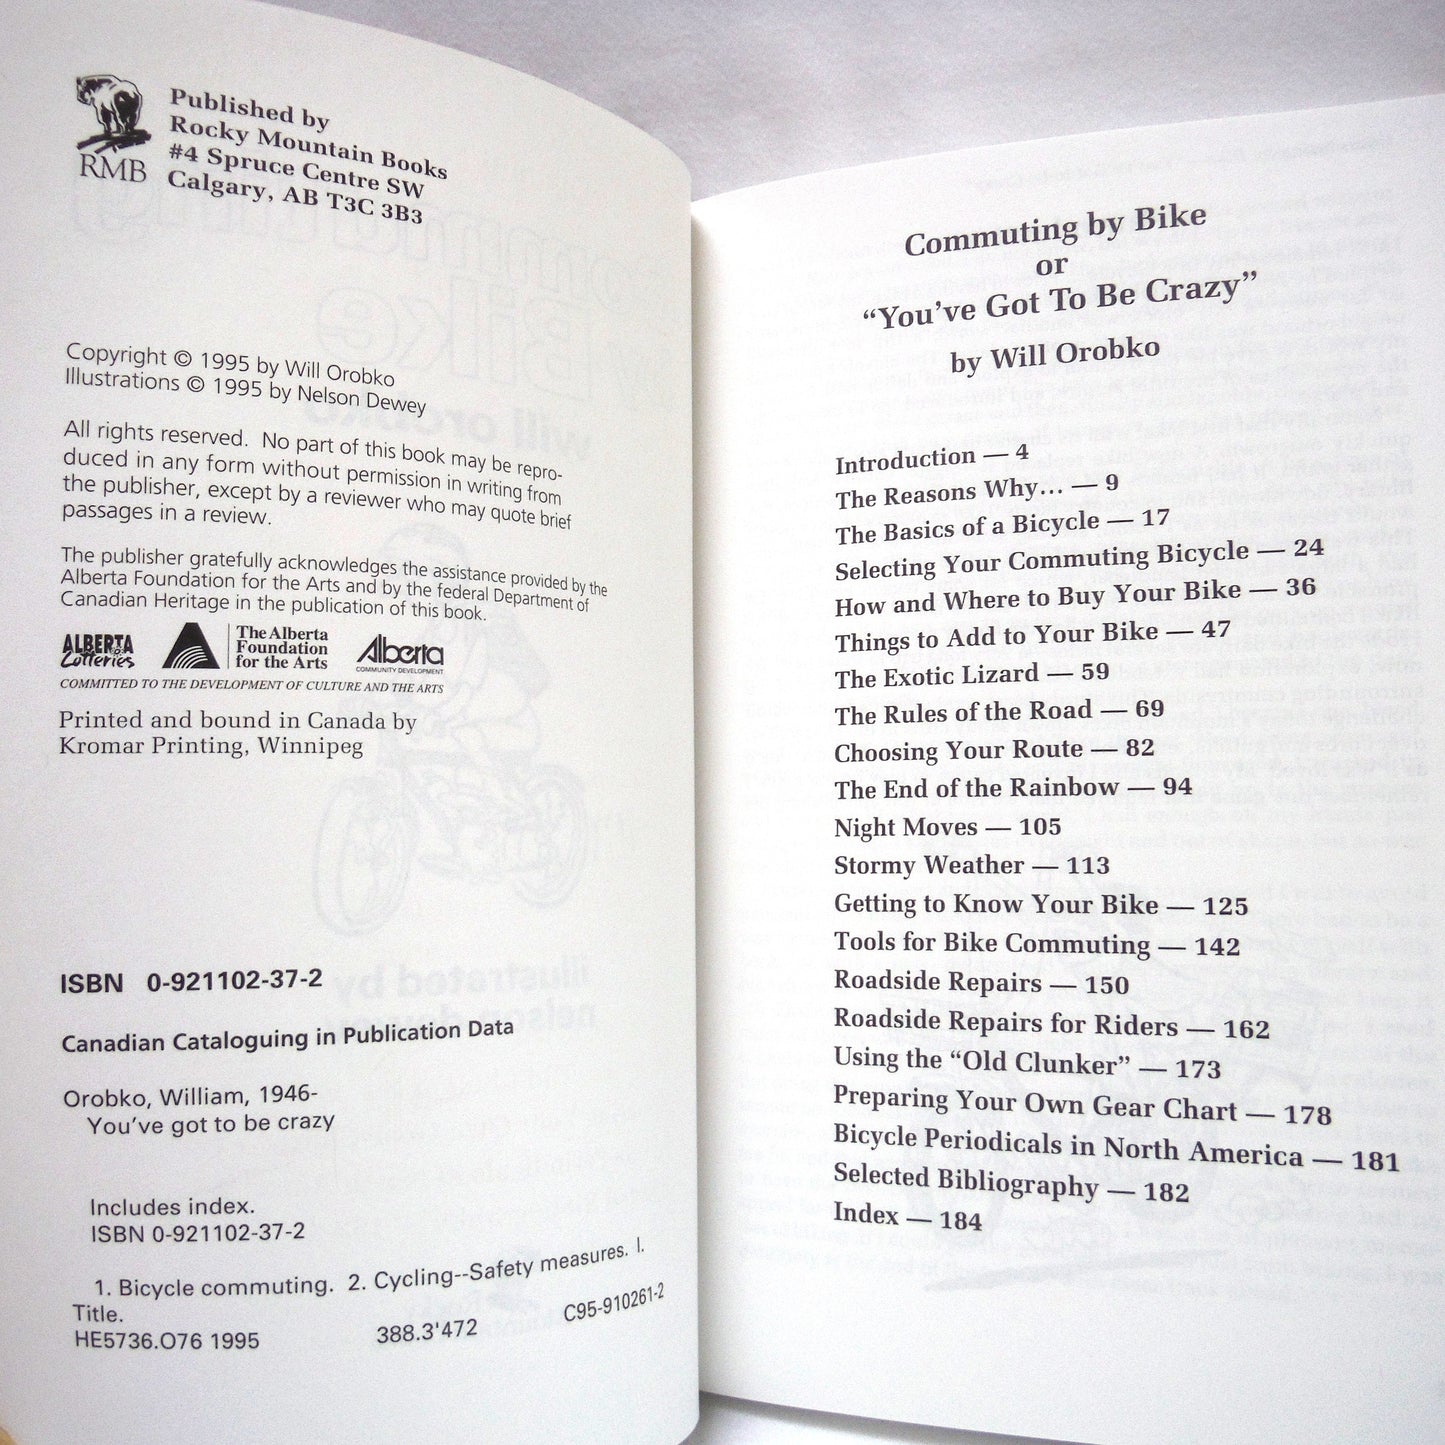 RMB
Published by
Rocky Mountain Books
#4 Spruce Centre SW
Calgary, AB T3C 3B3
Copyright © 1995 by Will Orobko
Illustrations © 1995 by Nelson Dewey
All rights reserved. No part of this book may be repro-
duced in any form without permission in writing from
the publisher, except by a reviewer who may quote brief
passages in a review.
The publisher gratefully acknowledges the assistance provided by the
Alberta Foundation for the Arts and by the federal Department of
Canadian Heritage in the publication of this book.
ALBERTA
Lotteries
The Alberta
Foundation
for the Arts
Alberta
COMMUNITY DEVELOPMENT
COMMITTED TO THE DEVELOPMENT OF CULTURE AND THE ARTS
Printed and bound in Canada by
Kromar Printing, Winnipeg
ISBN 0-921102-37-2
Canadian Cataloguing in Publication Data
Orobko, William, 1946-
You've got to be crazy
Includes index.
ISBN 0-921102-37-2
1. Bicycle commuting. 2. Cycling--Safety measures. I.
Title.
HE5736.O76 1995 388.3'472 C95-910261-2
Commuting by Bike
or
“You’ve Got To Be Crazy”
by Will Orobko
Introduction — 4
The Reasons Why... — 9
The Basics of a Bicycle — 17
Selecting Your Commuting Bicycle — 24
How and Where to Buy Your Bike — 36
Things to Add to Your Bike — 47
The Exotic Lizard — 59
The Rules of the Road — 69
Choosing Your Route — 82
The End of the Rainbow — 94
Night Moves — 105
Stormy Weather — 113
Getting to Know Your Bike — 125
Tools for Bike Commuting — 142
Roadside Repairs — 150
Roadside Repairs for Riders — 162
Using the “Old Clunker” — 173
Preparing Your Own Gear Chart — 178
Bicycle Periodicals in North America — 181
Selected Bibliography — 182
Index — 184